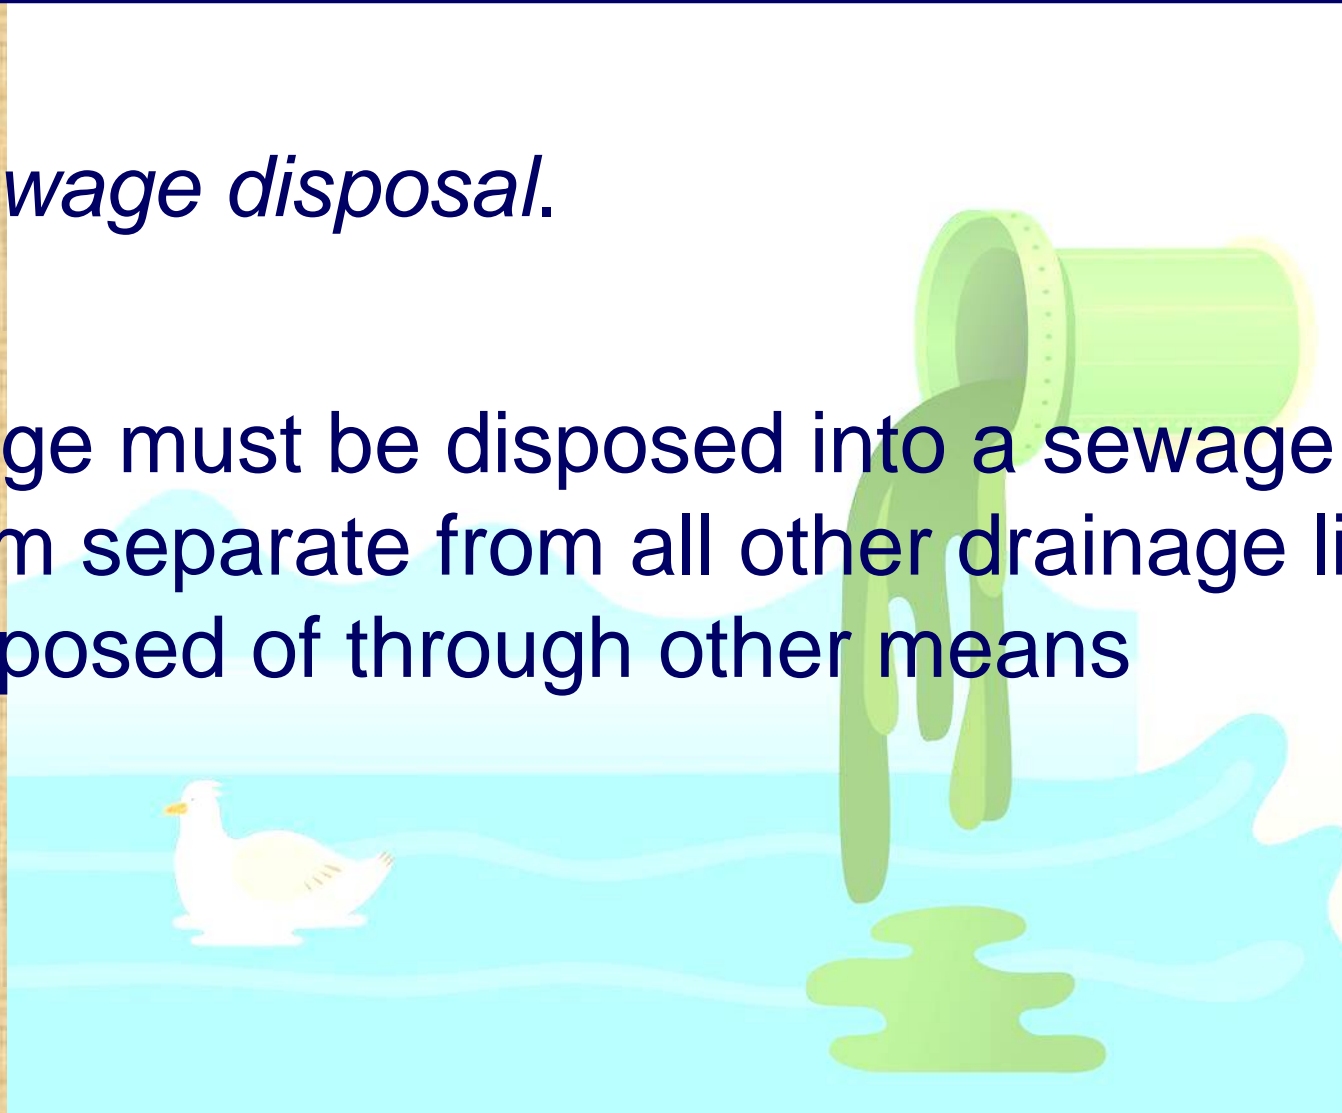 wage disposal.
ge must be disposed into a sewage
m separate from all other drainage li
posed of through other means